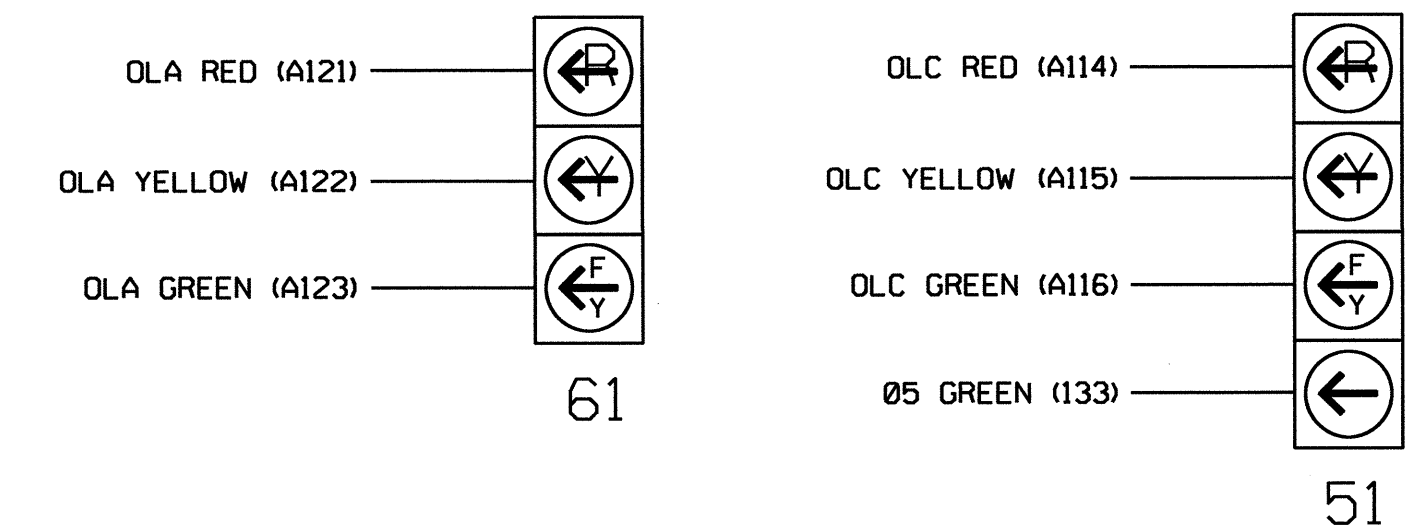 OLA RED (A121)
R
OLA YELLOW (A122)
Y
OLA GREEN (A123)
F
Y
61
OLC RED (A114)
R
OLC YELLOW (A115)
Y
OLC GREEN (A116)
F
Y
Ø5 GREEN (133)
51